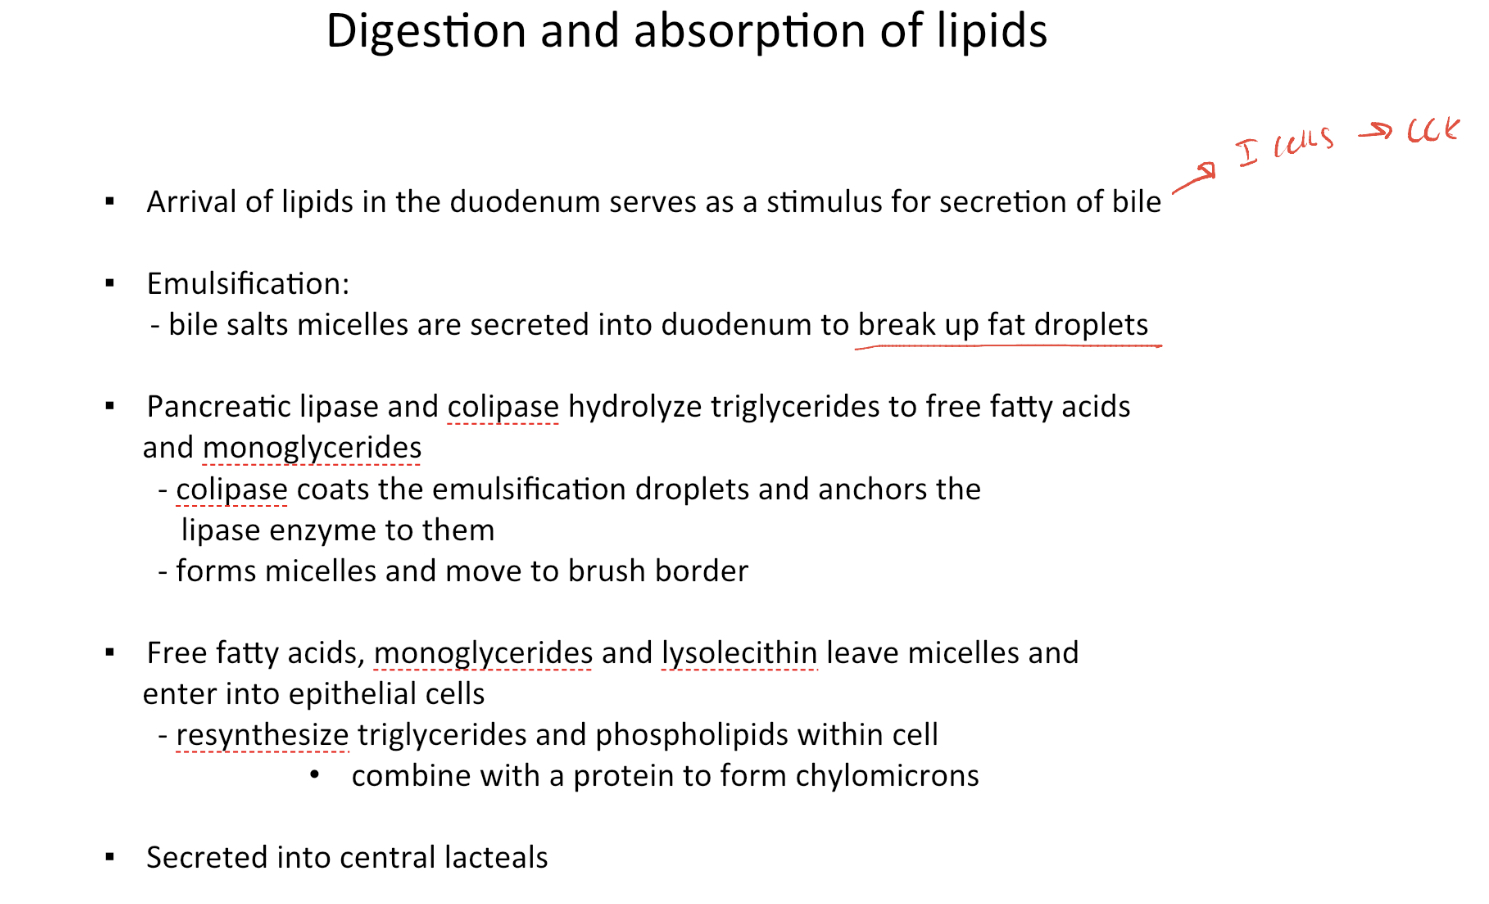 Digestion and absorption of lipids
I cells → CCK
▪ Arrival of lipids in the duodenum serves as a stimulus for secretion of bile
▪ Emulsification:
- bile salts micelles are secreted into duodenum to break up fat droplets
▪ Pancreatic lipase and colipase hydrolyze triglycerides to free fatty acids
and monoglycerides
- colipase coats the emulsification droplets and anchors the
lipase enzyme to them
- forms micelles and move to brush border
▪ Free fatty acids, monoglycerides and lysolecithin leave micelles and
enter into epithelial cells
- resynthesize triglycerides and phospholipids within cell
• combine with a protein to form chylomicrons
▪ Secreted into central lacteals